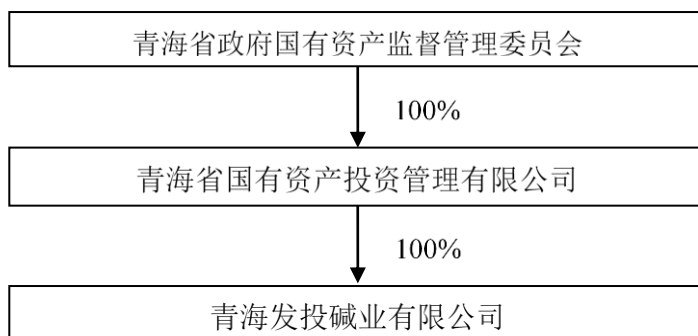 青海省政府国有资产监督管理委员会
100%
青海省国有资产投资管理有限公司
100%
青海发投碱业有限公司